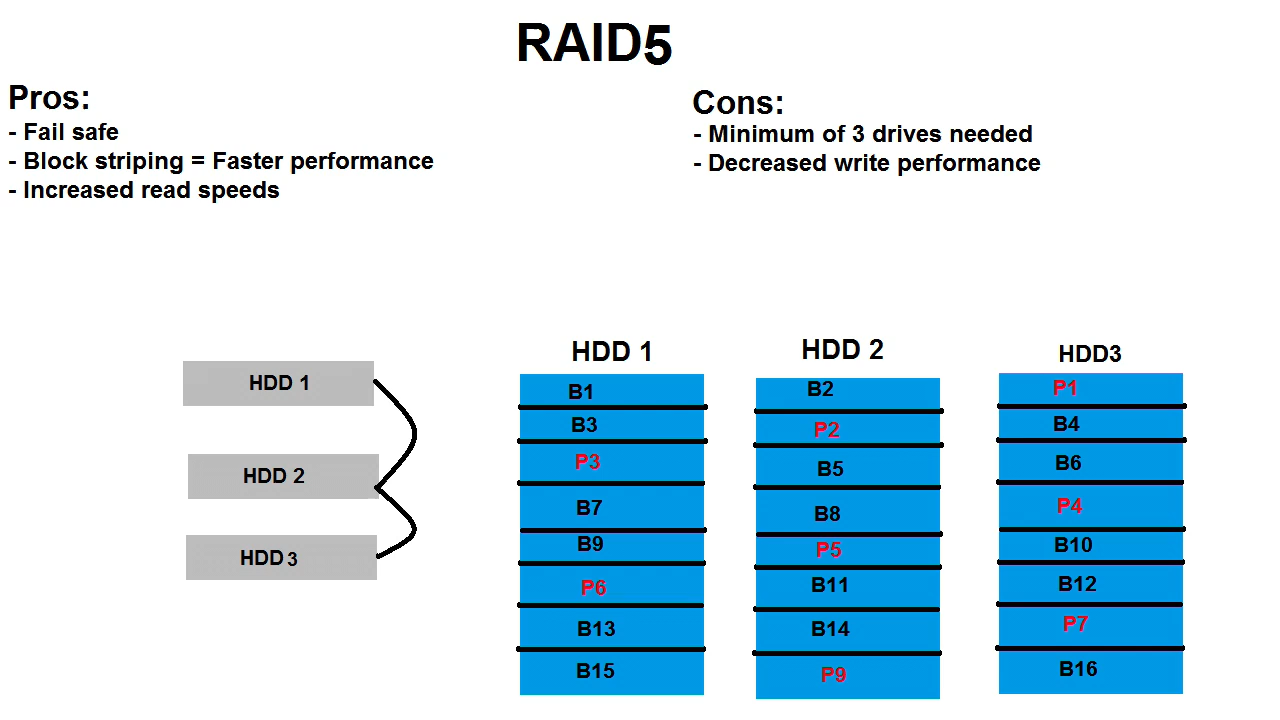 RAID5
Pros:
- Fail safe
- Block striping = Faster performance
- Increased read speeds
Cons:
- Minimum of 3 drives needed
- Decreased write performance
HDD 1
HDD 2
HDD 3
HDD 1 HDD 2 HDD3
B1 B2 P1
B3 P2 B4
P3 B5 B6
B7 B8 P4
B9 P5 B10
P6 B11 B12
B13 B14 P7
B15 P9 B16